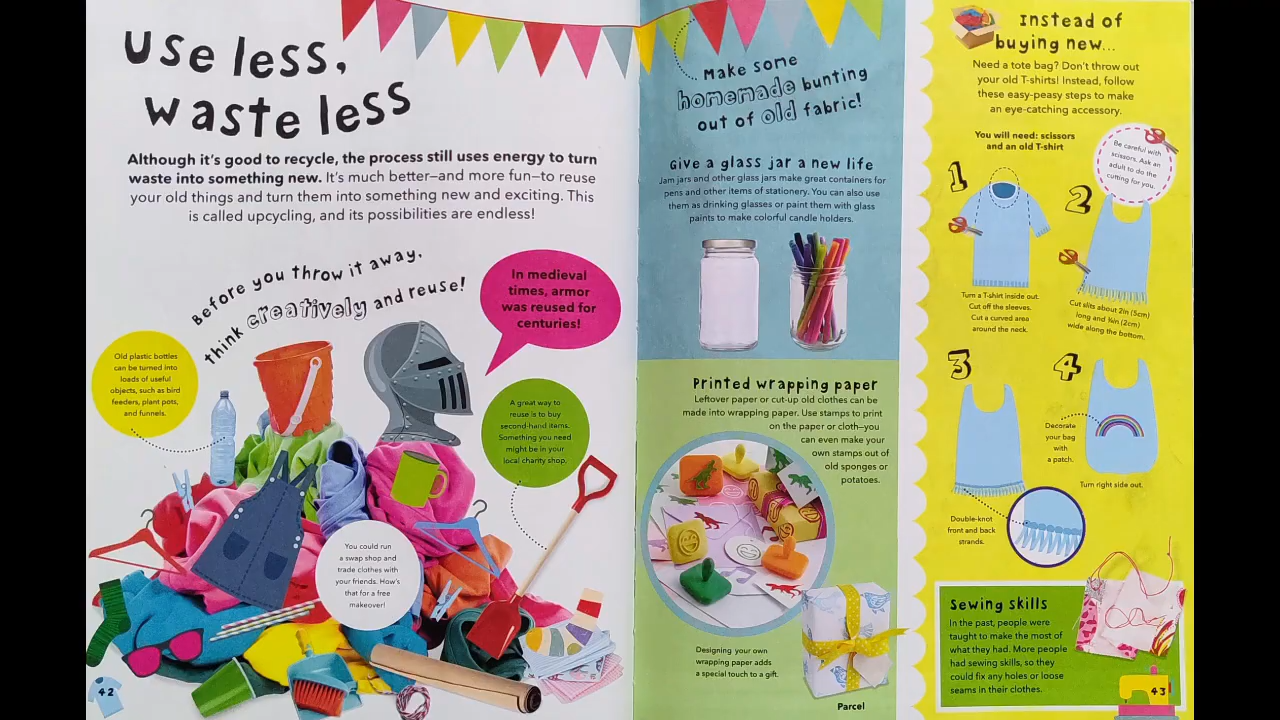 Use less,
waste less
Although it's good to recycle, the process still uses energy to turn
waste into something new. It's much better—and more fun—to reuse
your old things and turn them into something new and exciting. This
is called upcycling, and its possibilities are endless!
Before you throw it away,
think creatively and reuse!
In medieval
times, armor
was reused for
centuries!
Old plastic bottles
can be turned into
loads of useful
objects, such as bird
feeders, plant pots,
and funnels.
A great way to
reuse is to buy
second-hand items.
Something you need
might be in your
local charity shop.
You could run
a swap shop and
trade clothes with
your friends. How's
that for a free
makeover!
42
Make some
homemade bunting
out of old fabric!
Give a glass jar a new life
Jam jars and other glass jars make great containers for
pens and other items of stationery. You can also use
them as drinking glasses or paint them with glass
paints to make colorful candle holders.
Printed wrapping paper
Leftover paper or cut-up old clothes can be
made into wrapping paper. Use stamps to print
on the paper or cloth—you
can even make your
own stamps out of
old sponges or
potatoes.
Designing your own
wrapping paper adds
a special touch to a gift.
Parcel
Instead of
buying new...
Need a tote bag? Don't throw out
your old T-shirts! Instead, follow
these easy-peasy steps to make
an eye-catching accessory.
You will need: scissors
and an old T-shirt
Be careful with
scissors. Ask an
adult to do the
cutting for you.
1
Turn a T-shirt inside out.
Cut off the sleeves.
Cut a curved area
around the neck.
2
Cut slits about 2in (5cm)
long and ¾in (2cm)
wide along the bottom.
3
Double-knot
front and back
strands.
4
Decorate
your bag
with
a patch.
Turn right side out.
Sewing skills
In the past, people were
taught to make the most of
what they had. More people
had sewing skills, so they
could fix any holes or loose
seams in their clothes.
43